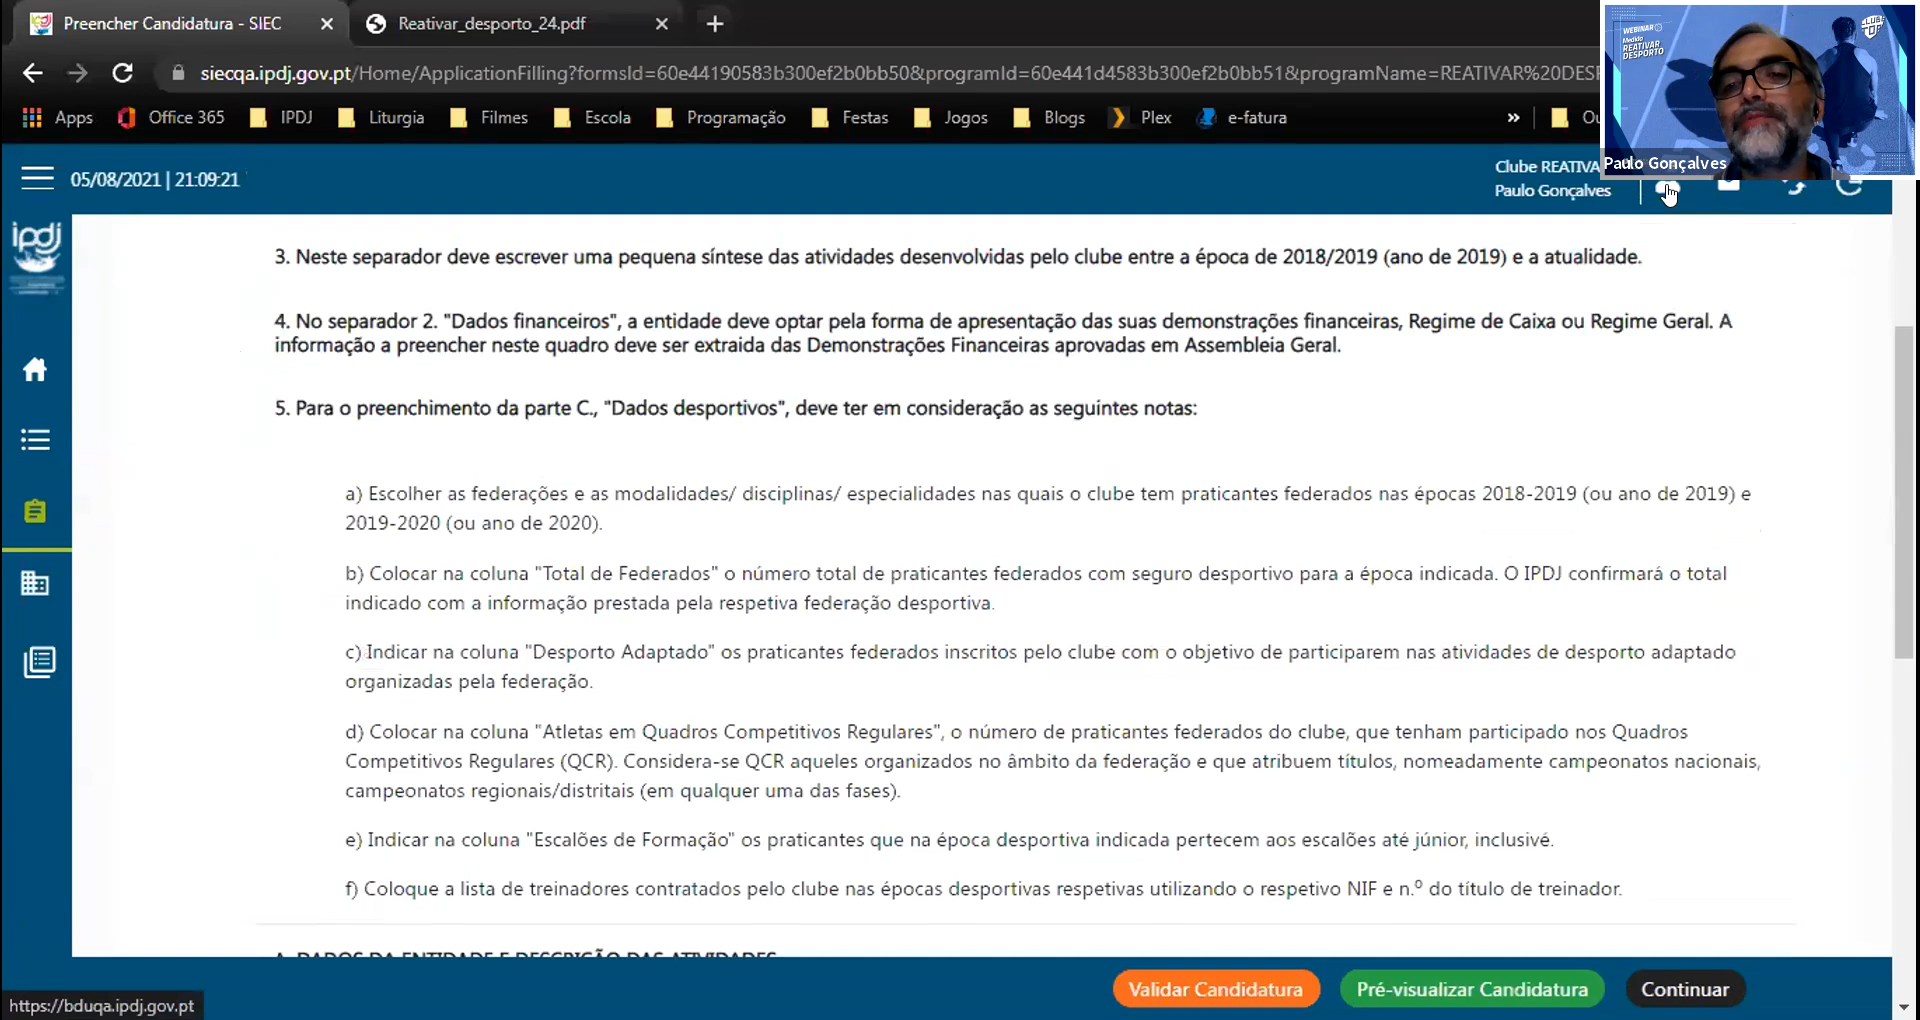 Preencher Candidatura - SIEC
Reativar_desporto_24.pdf
siecqa.ipdj.gov.pt/Home/ApplicationFilling?formsId=60e44190583b300ef2b0bb50&programId=60e441d4583b300ef2b0bb51&programName=REATIVAR%20DES
Apps Office 365 IPDJ Liturgia Filmes Escola Programação Festas Jogos Blogs Plex e-fatura » Ou
WEBINAR
Medida
REATIVAR
DESPORTO
CLUBE
TOP
Paulo Gonçalves
05/08/2021 | 21:09:21
Clube REATIVA
Paulo Gonçalves
ipdj
3. Neste separador deve escrever uma pequena síntese das atividades desenvolvidas pelo clube entre a época de 2018/2019 (ano de 2019) e a atualidade.
4. No separador 2. "Dados financeiros", a entidade deve optar pela forma de apresentação das suas demonstrações financeiras, Regime de Caixa ou Regime Geral. A
informação a preencher neste quadro deve ser extraida das Demonstrações Financeiras aprovadas em Assembleia Geral.
5. Para o preenchimento da parte C., "Dados desportivos", deve ter em consideração as seguintes notas:
a) Escolher as federações e as modalidades/ disciplinas/ especialidades nas quais o clube tem praticantes federados nas épocas 2018-2019 (ou ano de 2019) e
2019-2020 (ou ano de 2020).
b) Colocar na coluna "Total de Federados" o número total de praticantes federados com seguro desportivo para a época indicada. O IPDJ confirmará o total
indicado com a informação prestada pela respetiva federação desportiva.
c) Indicar na coluna "Desporto Adaptado" os praticantes federados inscritos pelo clube com o objetivo de participarem nas atividades de desporto adaptado
organizadas pela federação.
d) Colocar na coluna "Atletas em Quadros Competitivos Regulares", o número de praticantes federados do clube, que tenham participado nos Quadros
Competitivos Regulares (QCR). Considera-se QCR aqueles organizados no âmbito da federação e que atribuem títulos, nomeadamente campeonatos nacionais,
campeonatos regionais/distritais (em qualquer uma das fases).
e) Indicar na coluna "Escalões de Formação" os praticantes que na época desportiva indicada pertecem aos escalões até júnior, inclusivé.
f) Coloque a lista de treinadores contratados pelo clube nas épocas desportivas respetivas utilizando o respetivo NIF e n.º do título de treinador.
A. DADOS DA ENTIDADE E DESCRIÇÃO DAS ATIVIDADES
Validar Candidatura
Pré-visualizar Candidatura
Continuar
https://bduqa.ipdj.gov.pt